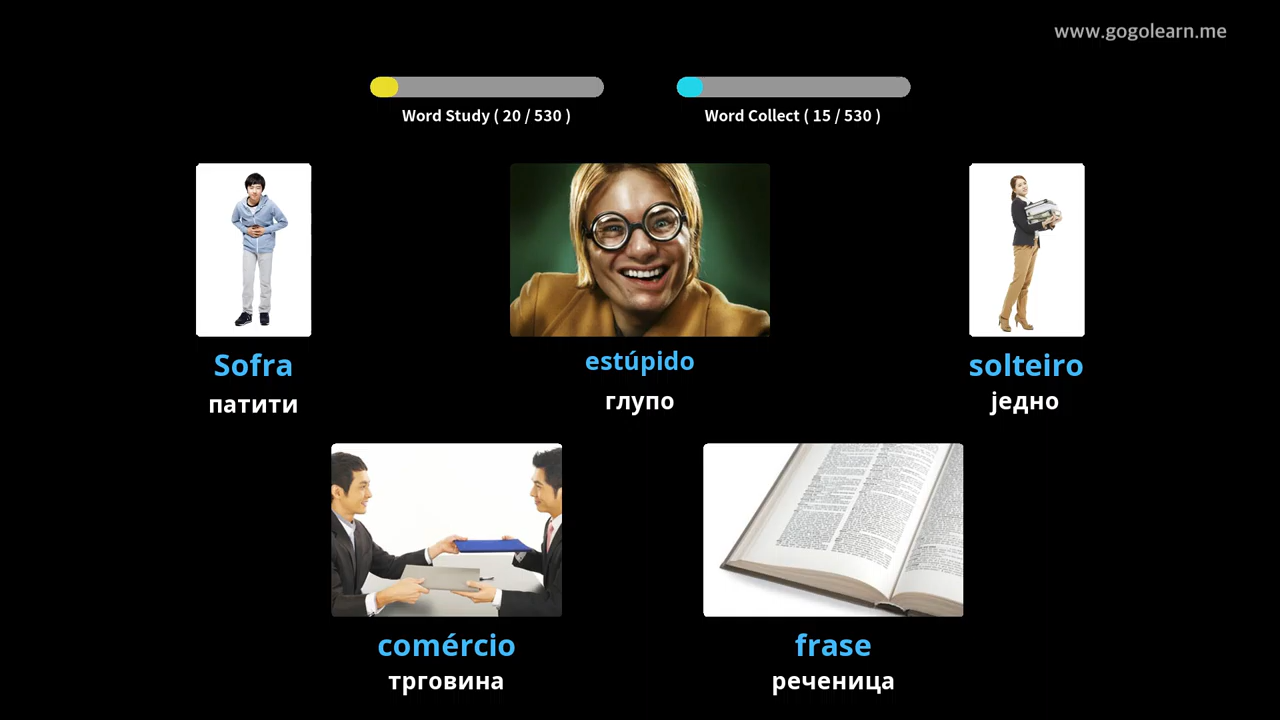 www.gogolearn.me
Word Study ( 20 / 530 )
Word Collect ( 15 / 530 )
Sofra
патити
estúpido
глупо
solteiro
једно
comércio
трговина
frase
реченица